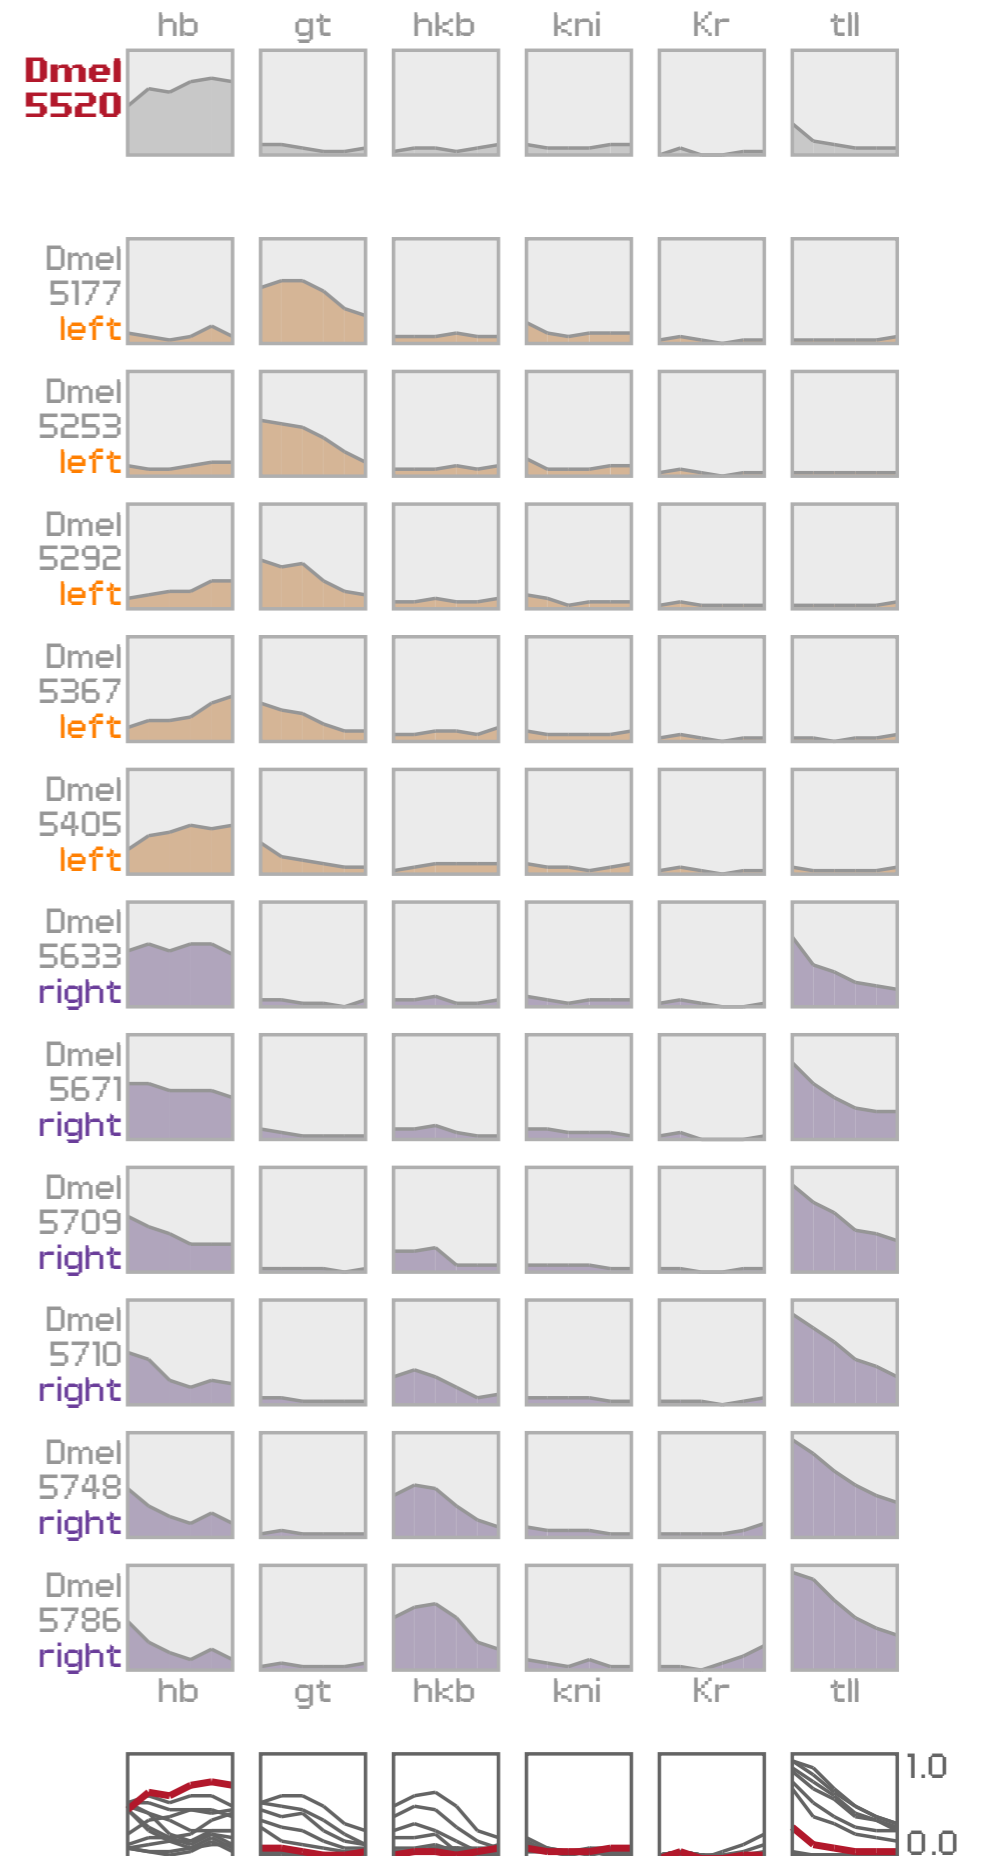 hb gt hkb kni Kr tll
Dmel
5520
Dmel
5177
left
Dmel
5253
left
Dmel
5292
left
Dmel
5367
left
Dmel
5405
left
Dmel
5633
right
Dmel
5671
right
Dmel
5709
right
Dmel
5710
right
Dmel
5748
right
Dmel
5786
right
hb gt hkb kni Kr tll
1.0
0.0